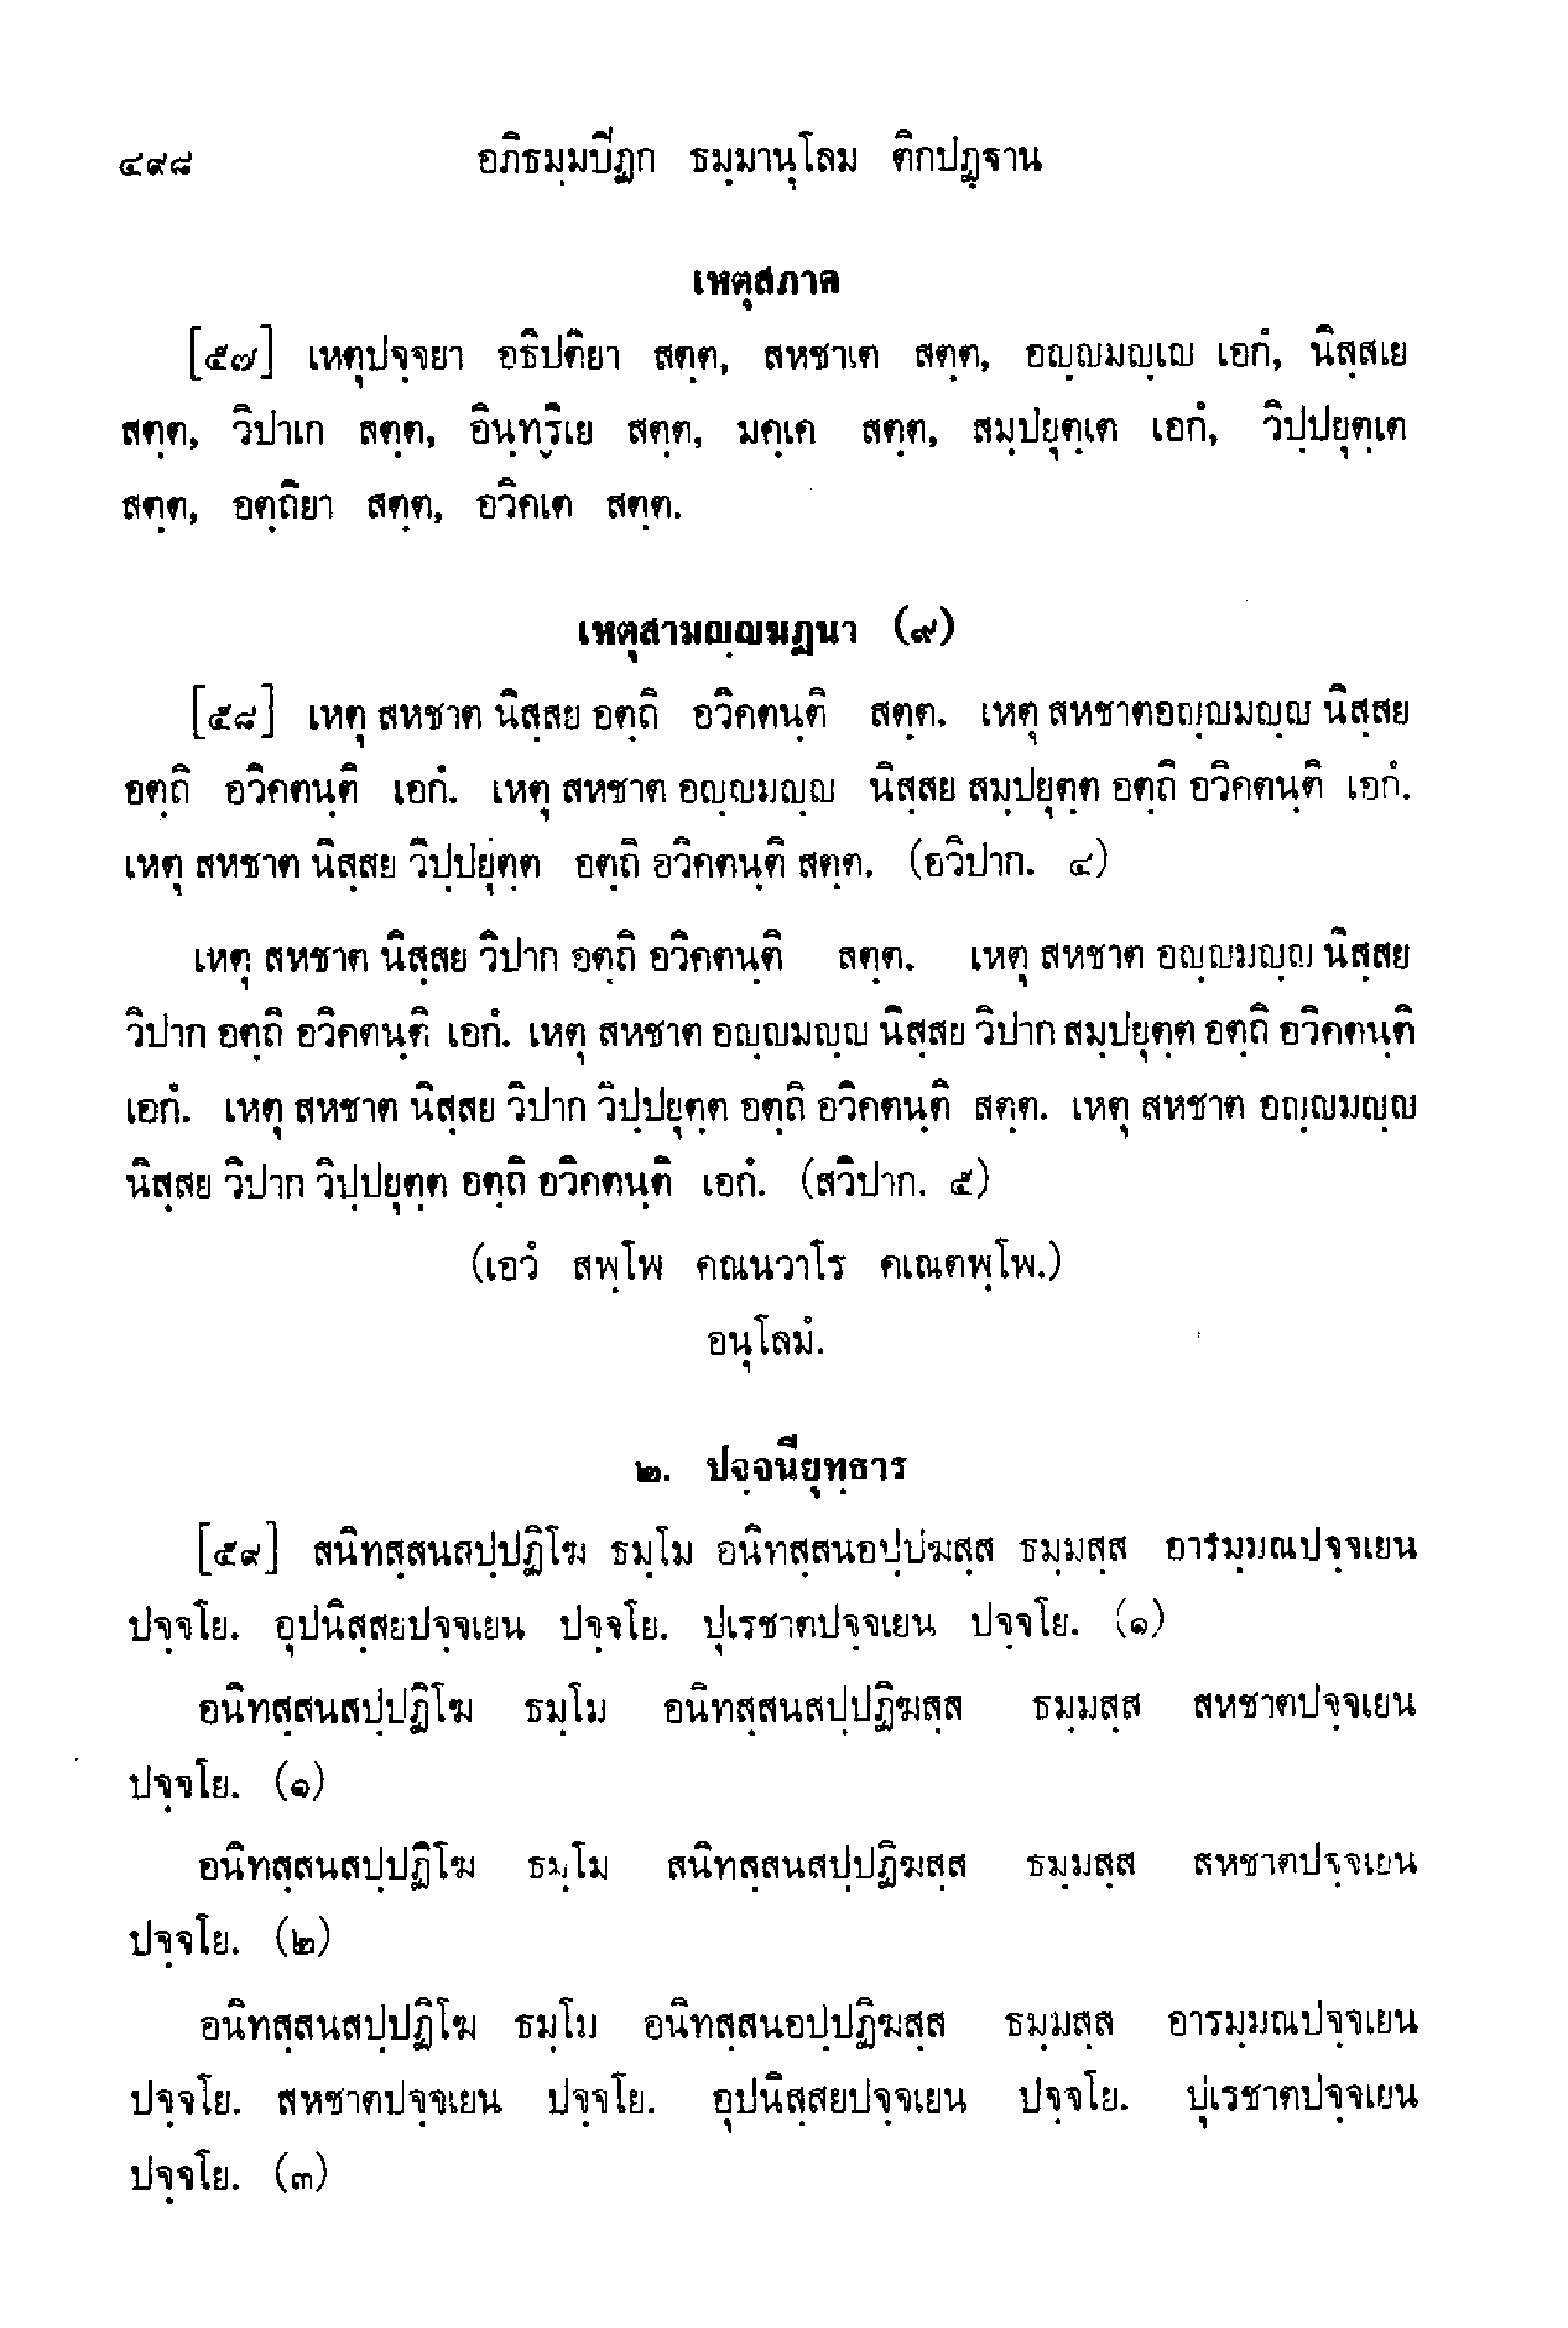 ๔๙๘ อภิธมฺมปิฏก ธมฺมานุโลม ติกปฏฺฐาน
เหตุสภาค
[๕๗] เหตุปจฺจยา อธิปติยา สตฺต, สหชาเต สตฺต, อญฺญมญฺเญ เอกํ, นิสฺสเย
สตฺต, วิปาเก สตฺต, อินฺทฺริเย สตฺต, มคฺเค สตฺต, สมฺปยุตฺเต เอกํ, วิปฺปยุตฺเต
สตฺต, อตฺถิยา สตฺต, อวิคเต สตฺต.
เหตุสามญฺญฆฏนา (๙)
[๕๘] เหตุ สหชาต นิสฺสย อตฺถิ อวิคตนฺติ สตฺต. เหตุ สหชาตอญฺญมญฺญ นิสฺสย
อตฺถิ อวิคตนฺติ เอกํ. เหตุ สหชาต อญฺญมญฺญ นิสฺสย สมฺปยุตฺต อตฺถิ อวิคตนฺติ เอกํ.
เหตุ สหชาต นิสฺสย วิปฺปยุตฺต อตฺถิ อวิคตนฺติ สตฺต. (อวิปาก. ๔)
เหตุ สหชาต นิสฺสย วิปาก อตฺถิ อวิคตนฺติ สตฺต. เหตุ สหชาต อญฺญมญฺญ นิสฺสย
วิปาก อตฺถิ อวิคตนฺติ เอกํ. เหตุ สหชาต อญฺญมญฺญ นิสฺสย วิปาก สมฺปยุตฺต อตฺถิ อวิคตนฺติ
เอกํ. เหตุ สหชาต นิสฺสย วิปาก วิปฺปยุตฺต อตฺถิ อวิคตนฺติ สตฺต. เหตุ สหชาต อญฺญมญฺญ
นิสฺสย วิปาก วิปฺปยุตฺต อตฺถิ อวิคตนฺติ เอกํ. (สวิปาก. ๕)
(เอวํ สพฺโพ คณนวาโร คเณตพฺโพ.)
อนุโลมํ.
๒. ปจฺจนียุทฺธาร
[๕๙] สนิทสฺสนสปฺปฏิโฆ ธมฺโม อนิทสฺสนอปฺปฆสฺส ธมฺมสฺส อารมฺมณปจฺจเยน
ปจฺจโย. อุปนิสฺสยปจฺจเยน ปจฺจโย. ปุเรชาตปจฺจเยน ปจฺจโย. (๑)
อนิทสฺสนสปฺปฏิโฆ ธมฺโม อนิทสฺสนสปฺปฏิฆสฺส ธมฺมสฺส สหชาตปจฺจเยน
ปจฺจโย. (๑)
อนิทสฺสนสปฺปฏิโฆ ธมฺโม สนิทสฺสนสปฺปฏิฆสฺส ธมฺมสฺส สหชาตปจฺจเยน
ปจฺจโย. (๒)
อนิทสฺสนสปฺปฏิโฆ ธมฺโม อนิทสฺสนอปฺปฏิฆสฺส ธมฺมสฺส อารมฺมณปจฺจเยน
ปจฺจโย. สหชาตปจฺจเยน ปจฺจโย. อุปนิสฺสยปจฺจเยน ปจฺจโย. ปุเรชาตปจฺจเยน
ปจฺจโย. (๓)